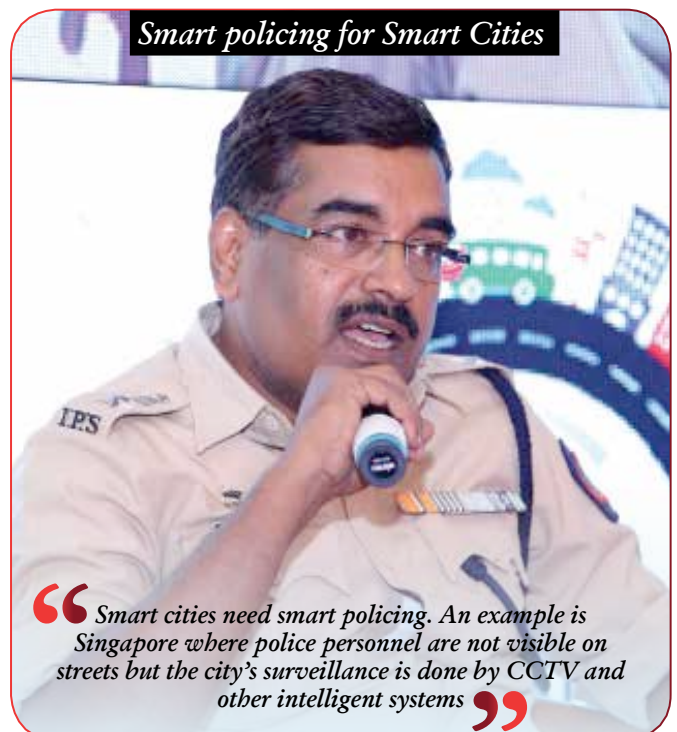 Smart policing for Smart Cities
I.P.S
“ Smart cities need smart policing. An example is
Singapore where police personnel are not visible on
streets but the city’s surveillance is done by CCTV and
other intelligent systems ”